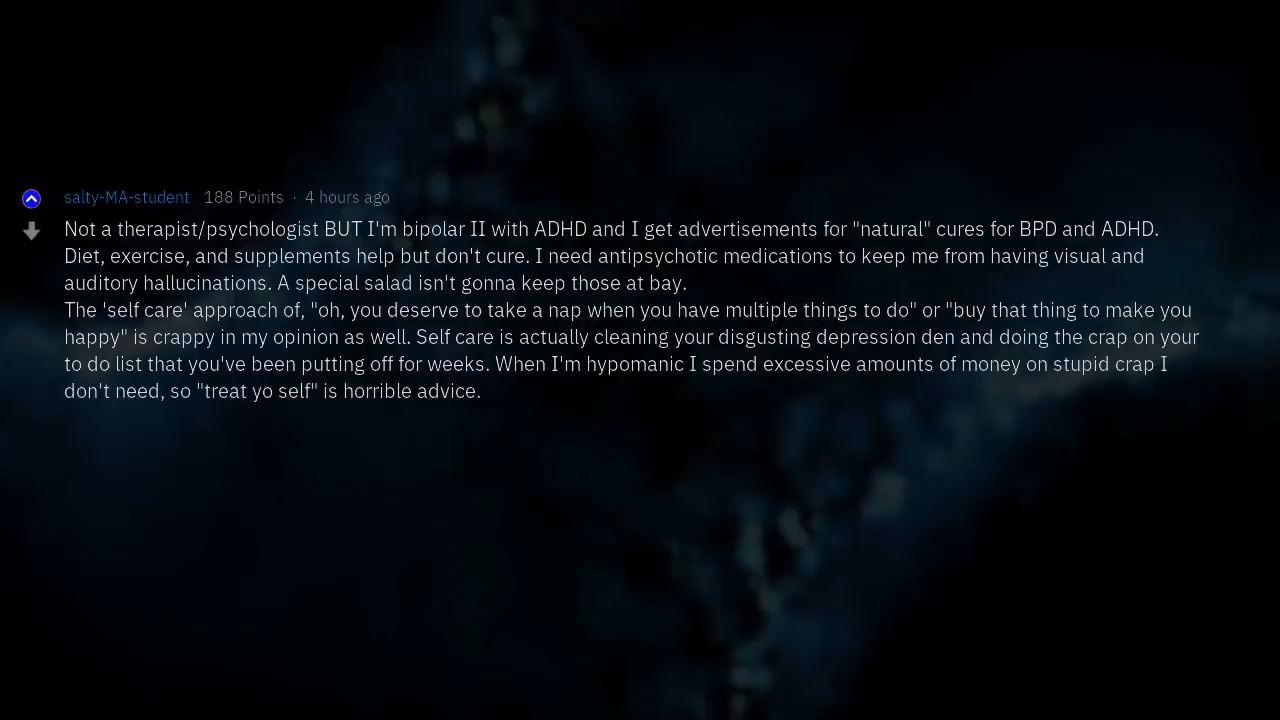 salty-MA-student 188 Points · 4 hours ago
Not a therapist/psychologist BUT I'm bipolar II with ADHD and I get advertisements for "natural" cures for BPD and ADHD.
Diet, exercise, and supplements help but don't cure. I need antipsychotic medications to keep me from having visual and
auditory hallucinations. A special salad isn't gonna keep those at bay.
The 'self care' approach of, "oh, you deserve to take a nap when you have multiple things to do" or "buy that thing to make you
happy" is crappy in my opinion as well. Self care is actually cleaning your disgusting depression den and doing the crap on your
to do list that you've been putting off for weeks. When I'm hypomanic I spend excessive amounts of money on stupid crap I
don't need, so "treat yo self" is horrible advice.